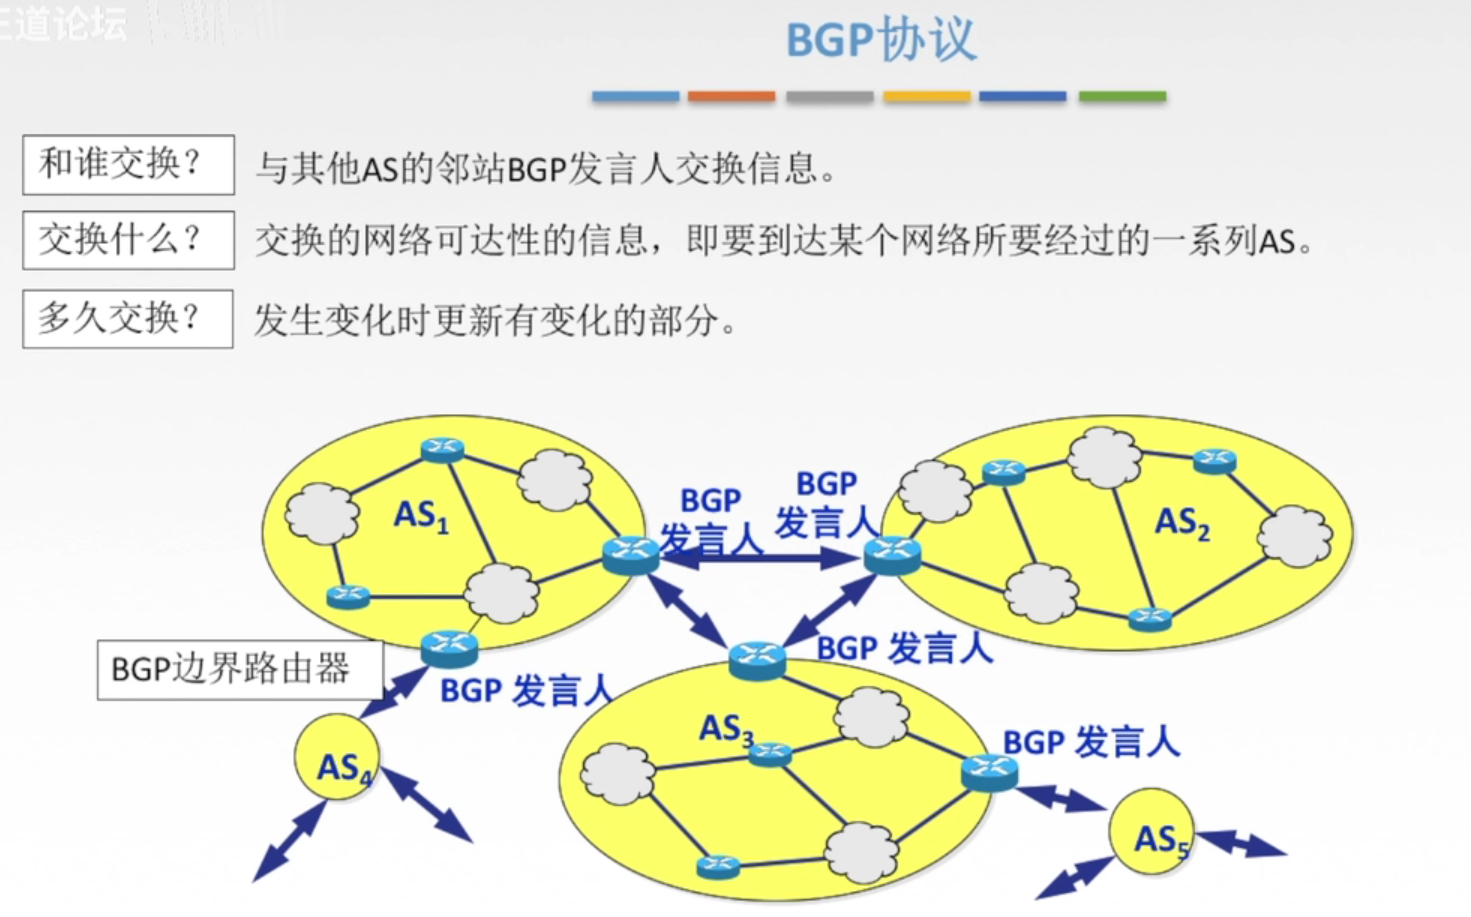 王道论坛
BGP协议
和谁交换？ 与其他AS的邻站BGP发言人交换信息。
交换什么？ 交换的网络可达性的信息，即要到达某个网络所要经过的一系列AS。
多久交换？ 发生变化时更新有变化的部分。
BGP
发言人
BGP
发言人
AS1
AS2
BGP 发言人
BGP边界路由器
BGP 发言人
AS3
BGP 发言人
AS4
AS5